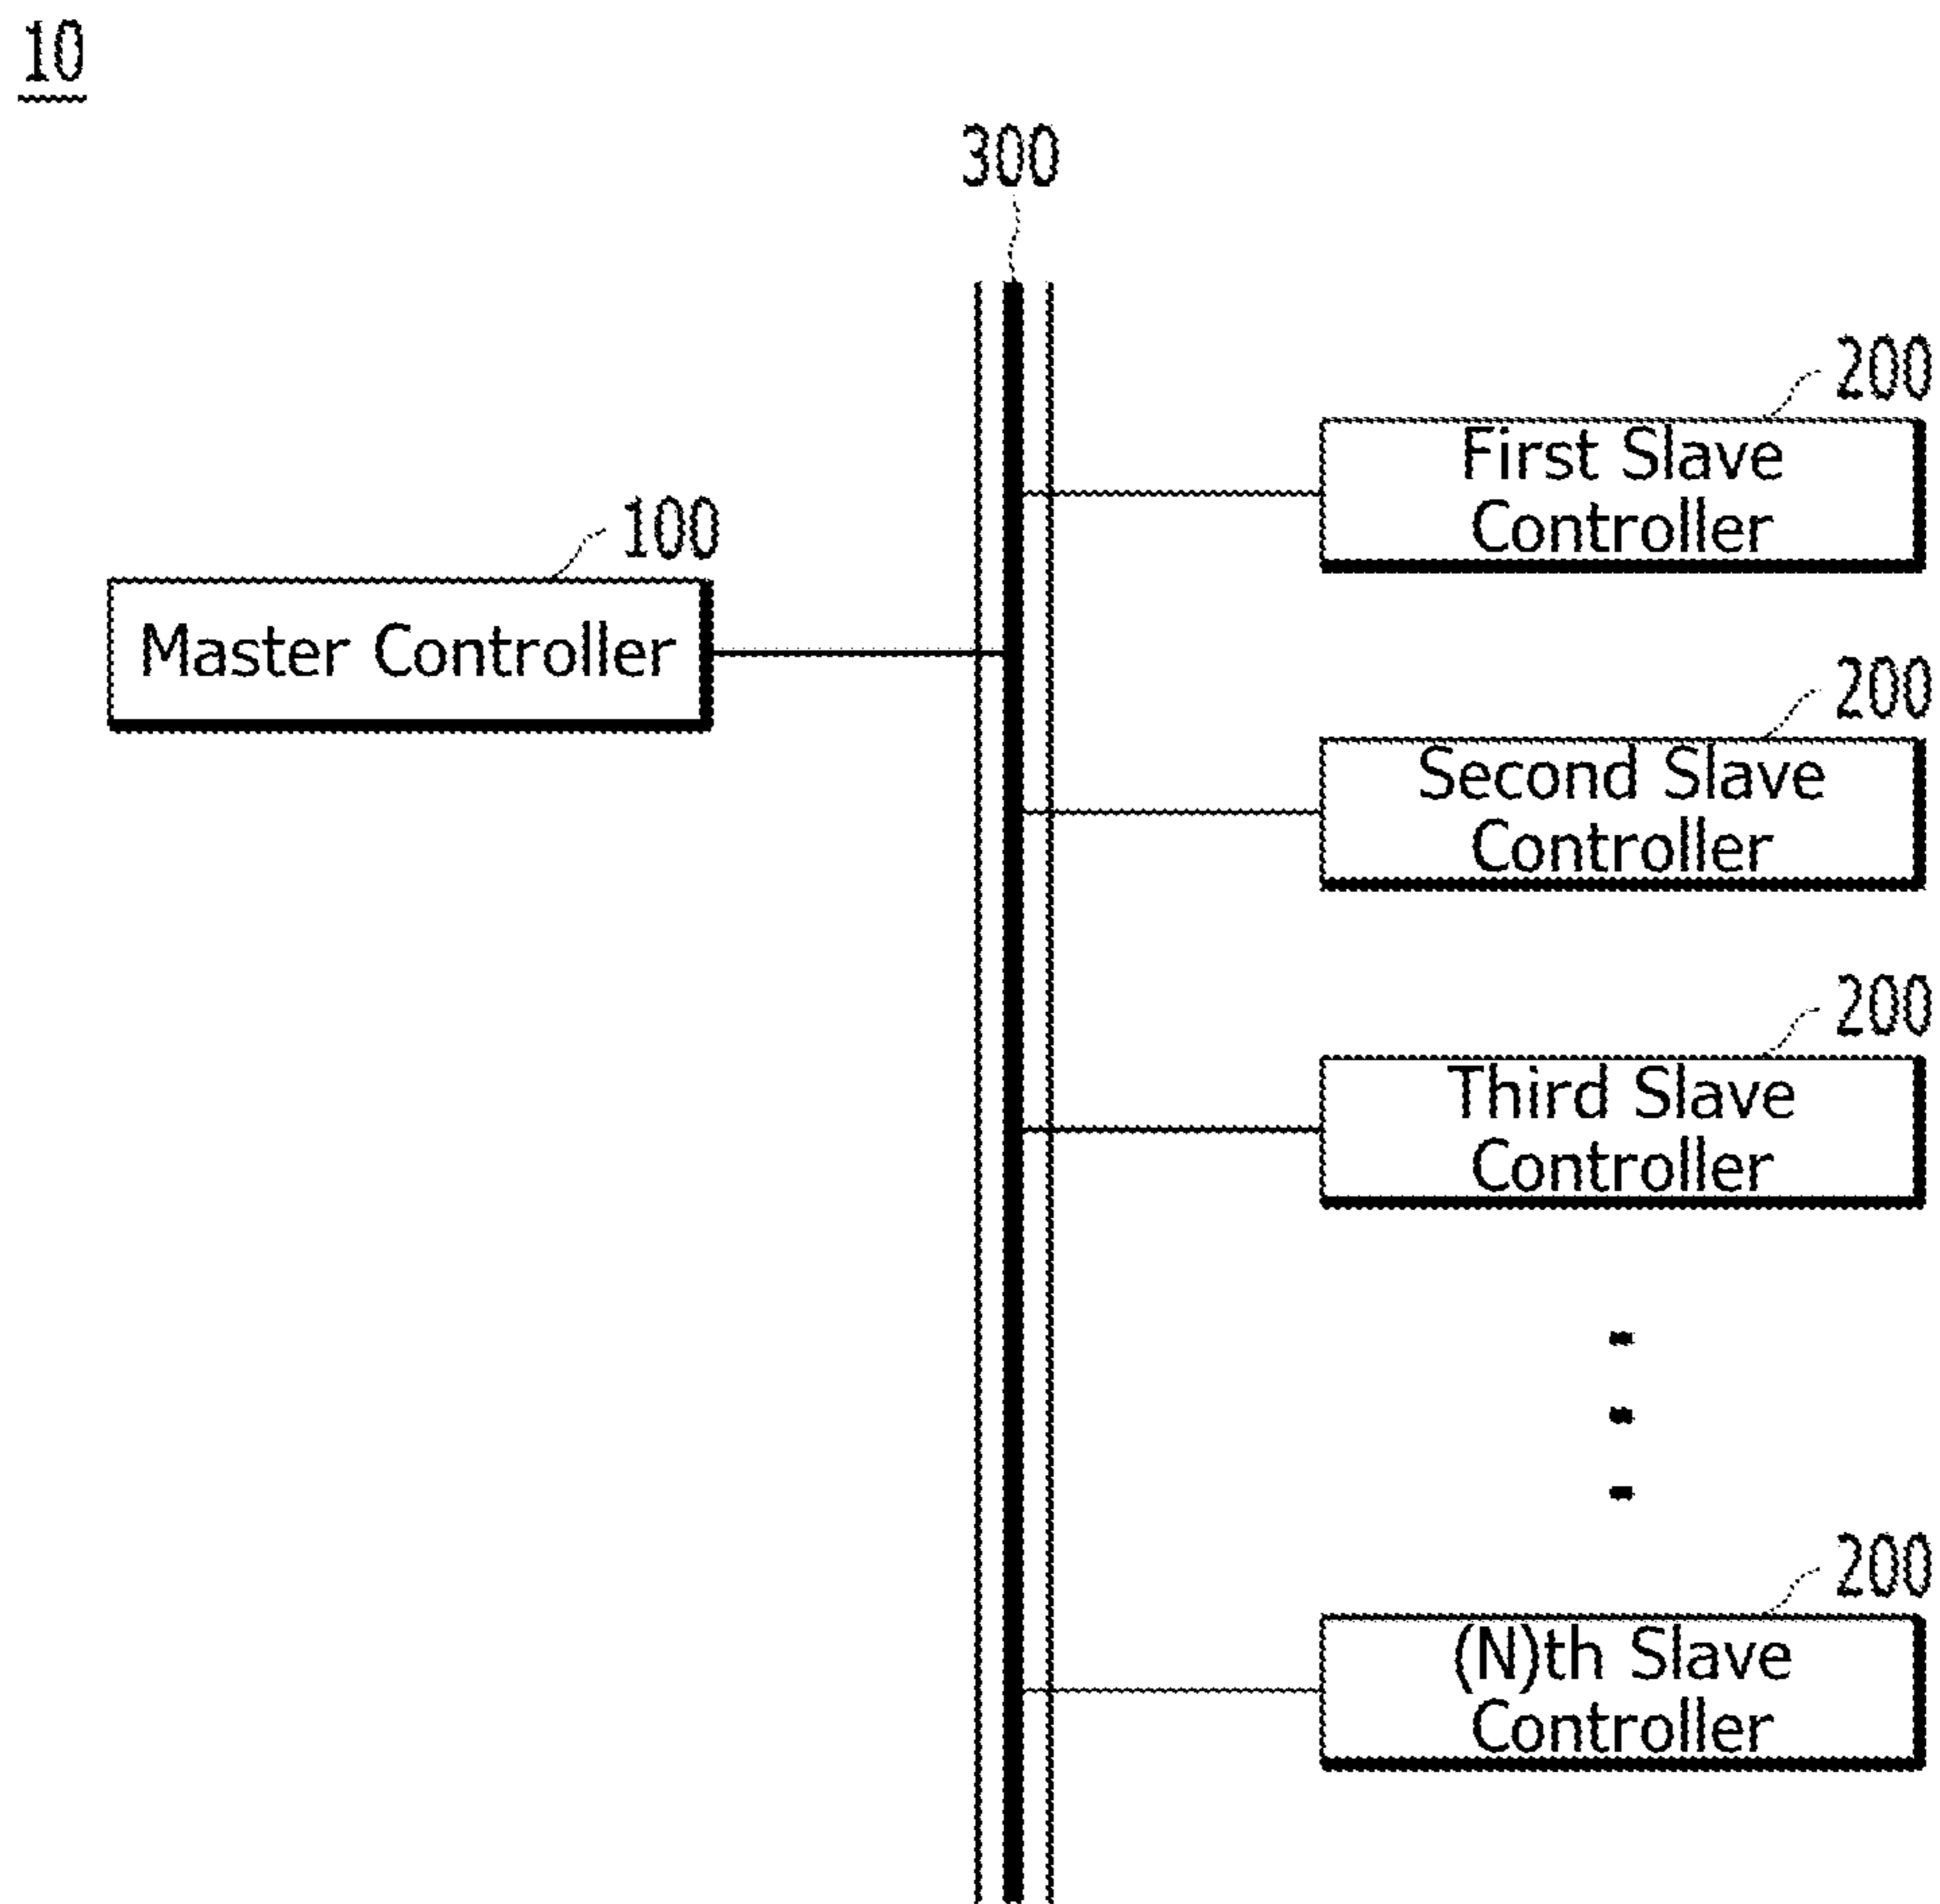 10
300
200
First Slave
Controller
100
Master Controller
200
Second Slave
Controller
200
Third Slave
Controller
200
(N)th Slave
Controller